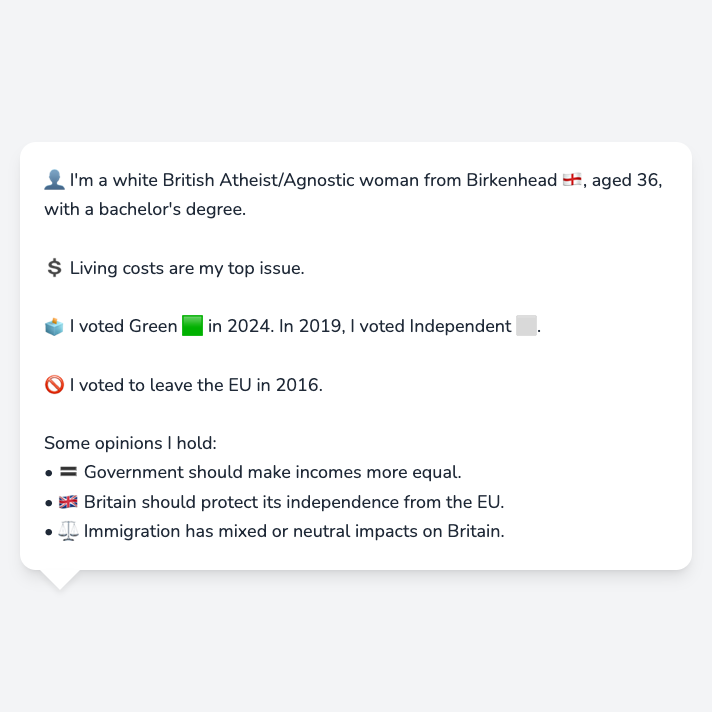 👤 I'm a white British Atheist/Agnostic woman from Birkenhead 🏴󠁧󠁢󠁥󠁮󠁧󠁿, aged 36,
with a bachelor's degree.
💲 Living costs are my top issue.
🗳️ I voted Green 🟩 in 2024. In 2019, I voted Independent ⬜.
🚫 I voted to leave the EU in 2016.
Some opinions I hold:
• 🟰 Government should make incomes more equal.
• 🇬🇧 Britain should protect its independence from the EU.
• ⚖️ Immigration has mixed or neutral impacts on Britain.